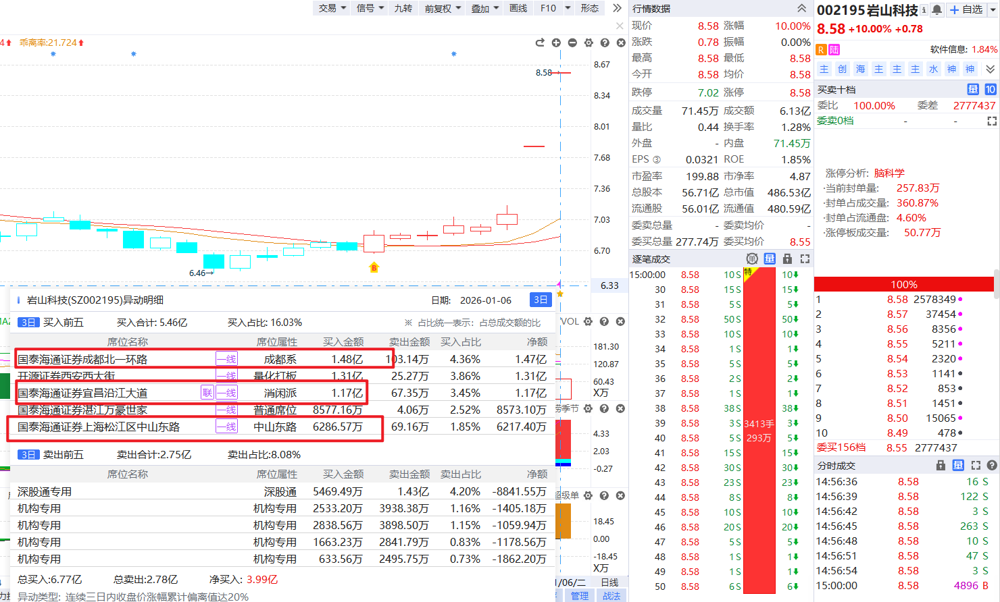 交易 信号 九转 前复权 叠加 画线 F10 形态
4 乖离率:21.724
8.58
8.67
8.34
8.01
7.68
7.36
7.03
6.70
6.46→
6.33
B
岩山科技(SZ002195)异动明细 日期: 2026-01-06 3日
3日 买入前五 买入合计: 5.46亿 买入占比: 16.03% ※ 占比统一表示: 占总成交额的比
席位名称 席位属性 买入金额 卖出金额 买入占比 净额
国泰海通证券成都北一环路 一线 成都系 1.48亿 103.14万 4.36% 1.47亿
开源证券西安西大街 一线 量化打板 1.31亿 25.27万 3.86% 1.31亿
国泰海通证券宜昌沿江大道 联 一线 消闲派 1.17亿 67.35万 3.45% 1.17亿
国泰海通证券湛江万豪世家 一线 普通席位 8577.16万 4.06万 2.52% 8573.10万
国泰海通证券上海松江区中山东路 一线 中山东路 6286.57万 69.16万 1.85% 6217.40万
3日 卖出前五 卖出合计:2.75亿 卖出占比:8.08%
席位名称 席位属性 买入金额 卖出金额 卖出占比 净额
深股通专用 深股通 5469.49万 1.43亿 4.20% -8841.55万
机构专用 机构专用 2533.20万 3938.38万 1.16% -1405.18万
机构专用 机构专用 2838.56万 3898.50万 1.15% -1059.94万
机构专用 机构专用 1663.23万 2841.79万 0.83% -1178.56万
机构专用 机构专用 633.56万 2495.75万 0.73% -1862.20万
总买入:6.77亿 总卖出:2.78亿 净买入: 3.99亿
异动类型: 连续三日内收盘价涨幅累计偏离值达20%
VOL
181.30
120.87
60.43
X万
捞季节
4.33
2.03
-0.27
超级单
18.45
0.00
-18.45
X万
1/06/二 日线
管理 战法
行情数据
现价 8.58 涨幅 10.00%
涨跌 0.78 振幅 0.00%
最高 8.58 最低 8.58
今开 8.58 均价 8.58
跌停 7.02 涨停 8.58
成交量 71.45万 成交额 6.13亿
量比 0.44 换手率 1.28%
外盘 - 内盘 71.45万
EPS ③ 0.0321 ROE 1.85%
市盈率 199.88 市净率 4.87
总股本 56.71亿 总市值 486.53亿
流通股 56.01亿 流通值 480.59亿
委卖总量 - 委卖均价 -
委买总量 277.74万 委买均价 8.55
逐笔成交 单 量
15:00:00 8.58 10 S 10
30 8.58 15 S 15
31 8.58 5 S 5
32 8.58 50 S 50
33 8.58 10 S 10
34 8.58 1 S 1
35 8.58 5 S 5
36 8.58 2 S 2
37 8.58 1 S 1
38 8.58 38 S 38
39 8.58 3 S 3
40 8.58 5 S 5
41 8.58 15 S 15
42 8.58 30 S 30
43 8.58 23 S 23
44 8.58 8 S 8
45 8.58 10 S 10
46 8.58 20 S 20
47 8.58 5 S 5
48 8.58 1 S 1
49 8.58 1 S 1
50 8.58 6 S 6
特
3413手
293万
002195岩山科技 自选
8.58 +10.00% +0.78
R 陆 软件信息: 1.84%
主 创 海 主 主 主 水 神 神
买卖十档 量 10
委比 100.00% 委差 2777437
委卖0档 - -
涨停分析: 脑科学
·当前封单量: 257.83万
·封单占成交量: 360.87%
·封单占流通盘: 4.60%
·涨停板成交量: 50.77万
100%
1 8.58 2578349
2 8.57 37454
3 8.56 8356
4 8.55 5211
5 8.54 2320
6 8.53 1141
7 8.52 853
8 8.51 1451
9 8.50 15065
10 8.49 478
委买156档 8.55 2777437
分时成交 量
14:56:36 8.58 16 S
14:56:39 8.58 122 S
14:56:42 8.58 3 S
14:56:45 8.58 263 S
14:56:48 8.58 10 S
14:56:51 8.58 47 S
14:56:54 8.58 3 S
15:00:00 8.58 4896 B